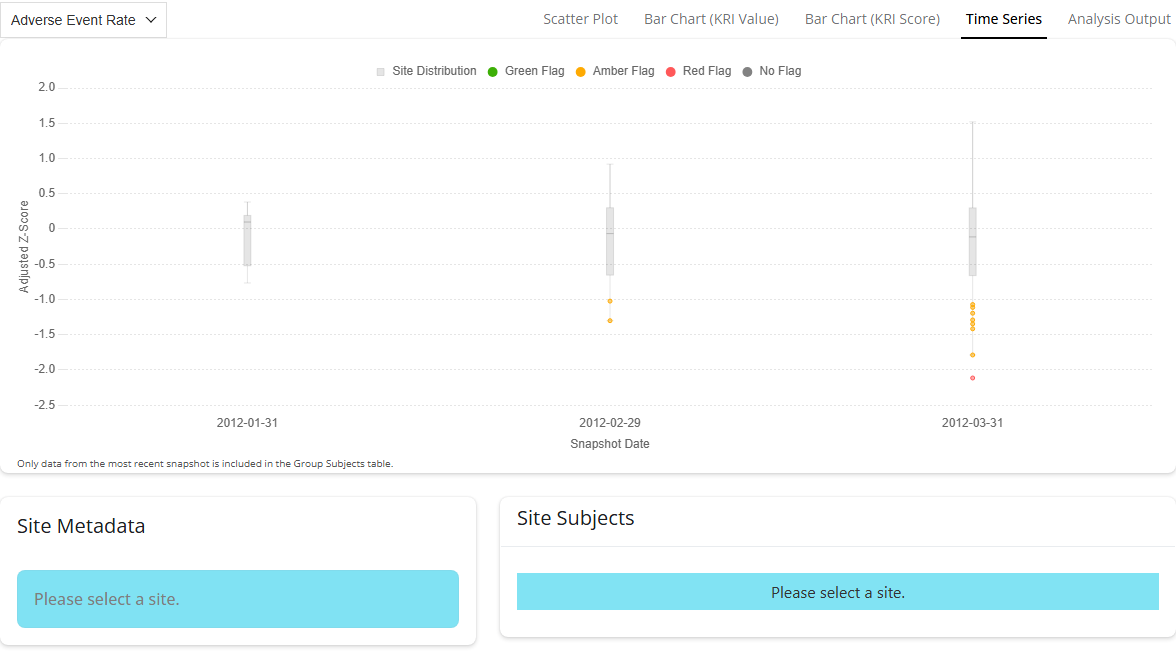 Adverse Event Rate
Scatter Plot Bar Chart (KRI Value) Bar Chart (KRI Score) Time Series Analysis Output
Site Distribution Green Flag Amber Flag Red Flag No Flag
2.0
1.5
1.0
0.5
0
-0.5
-1.0
-1.5
-2.0
-2.5
Adjusted Z-Score
2012-01-31 2012-02-29 2012-03-31
Snapshot Date
Only data from the most recent snapshot is included in the Group Subjects table.
Site Metadata
Please select a site.
Site Subjects
Please select a site.